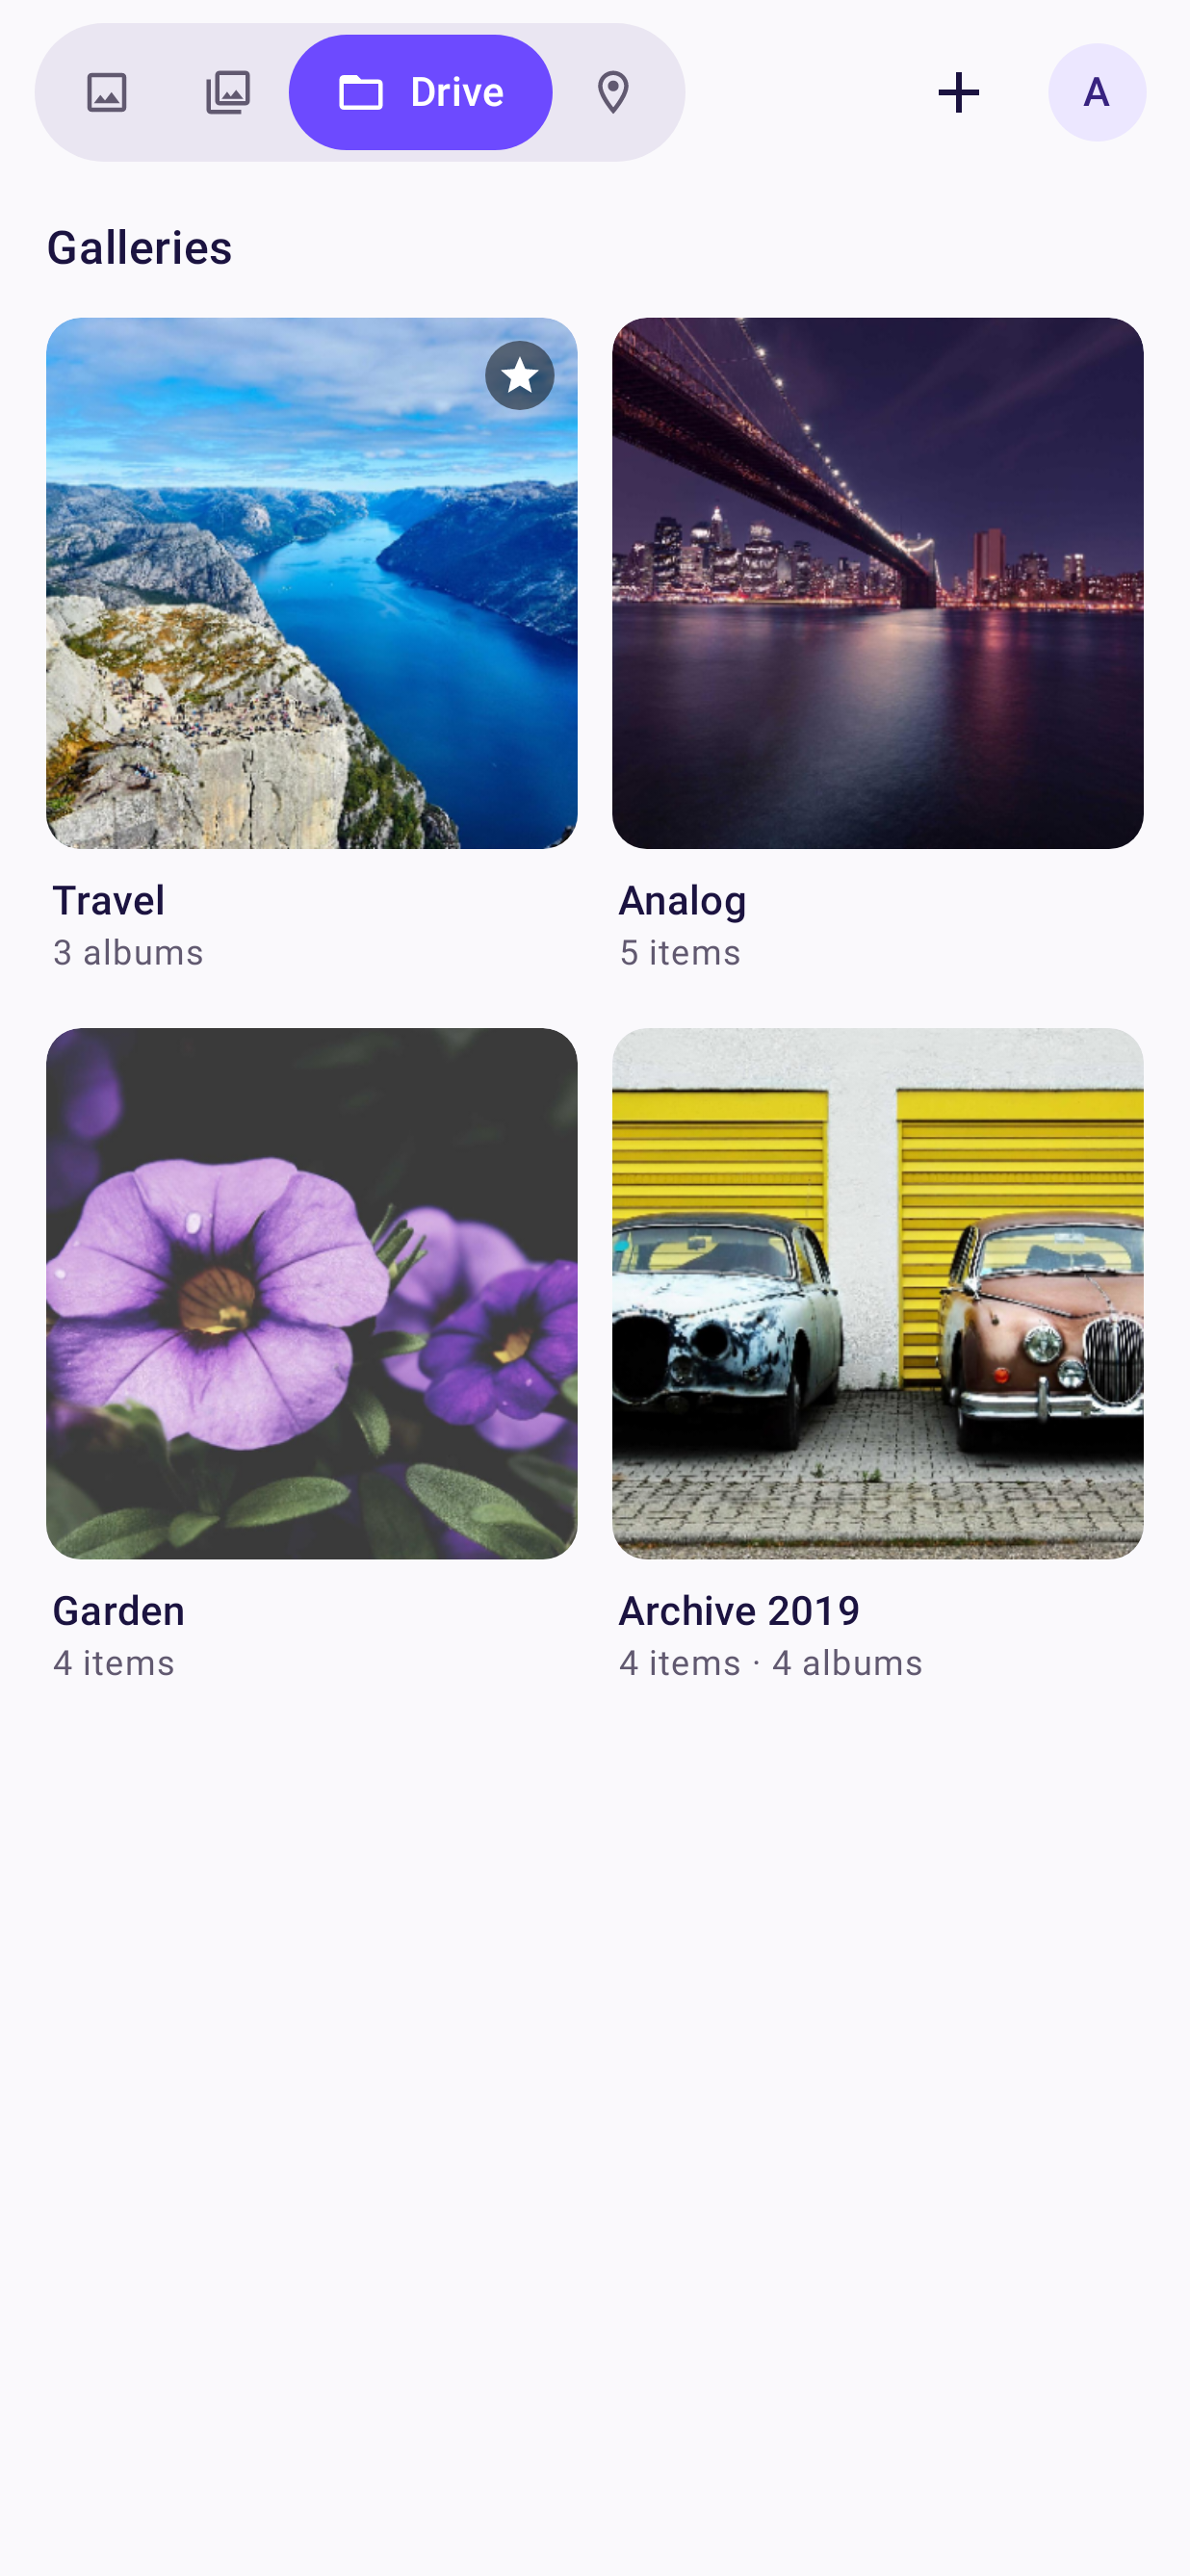 Drive
A
Galleries
Travel
3 albums
Analog
5 items
Garden
4 items
Archive 2019
4 items · 4 albums